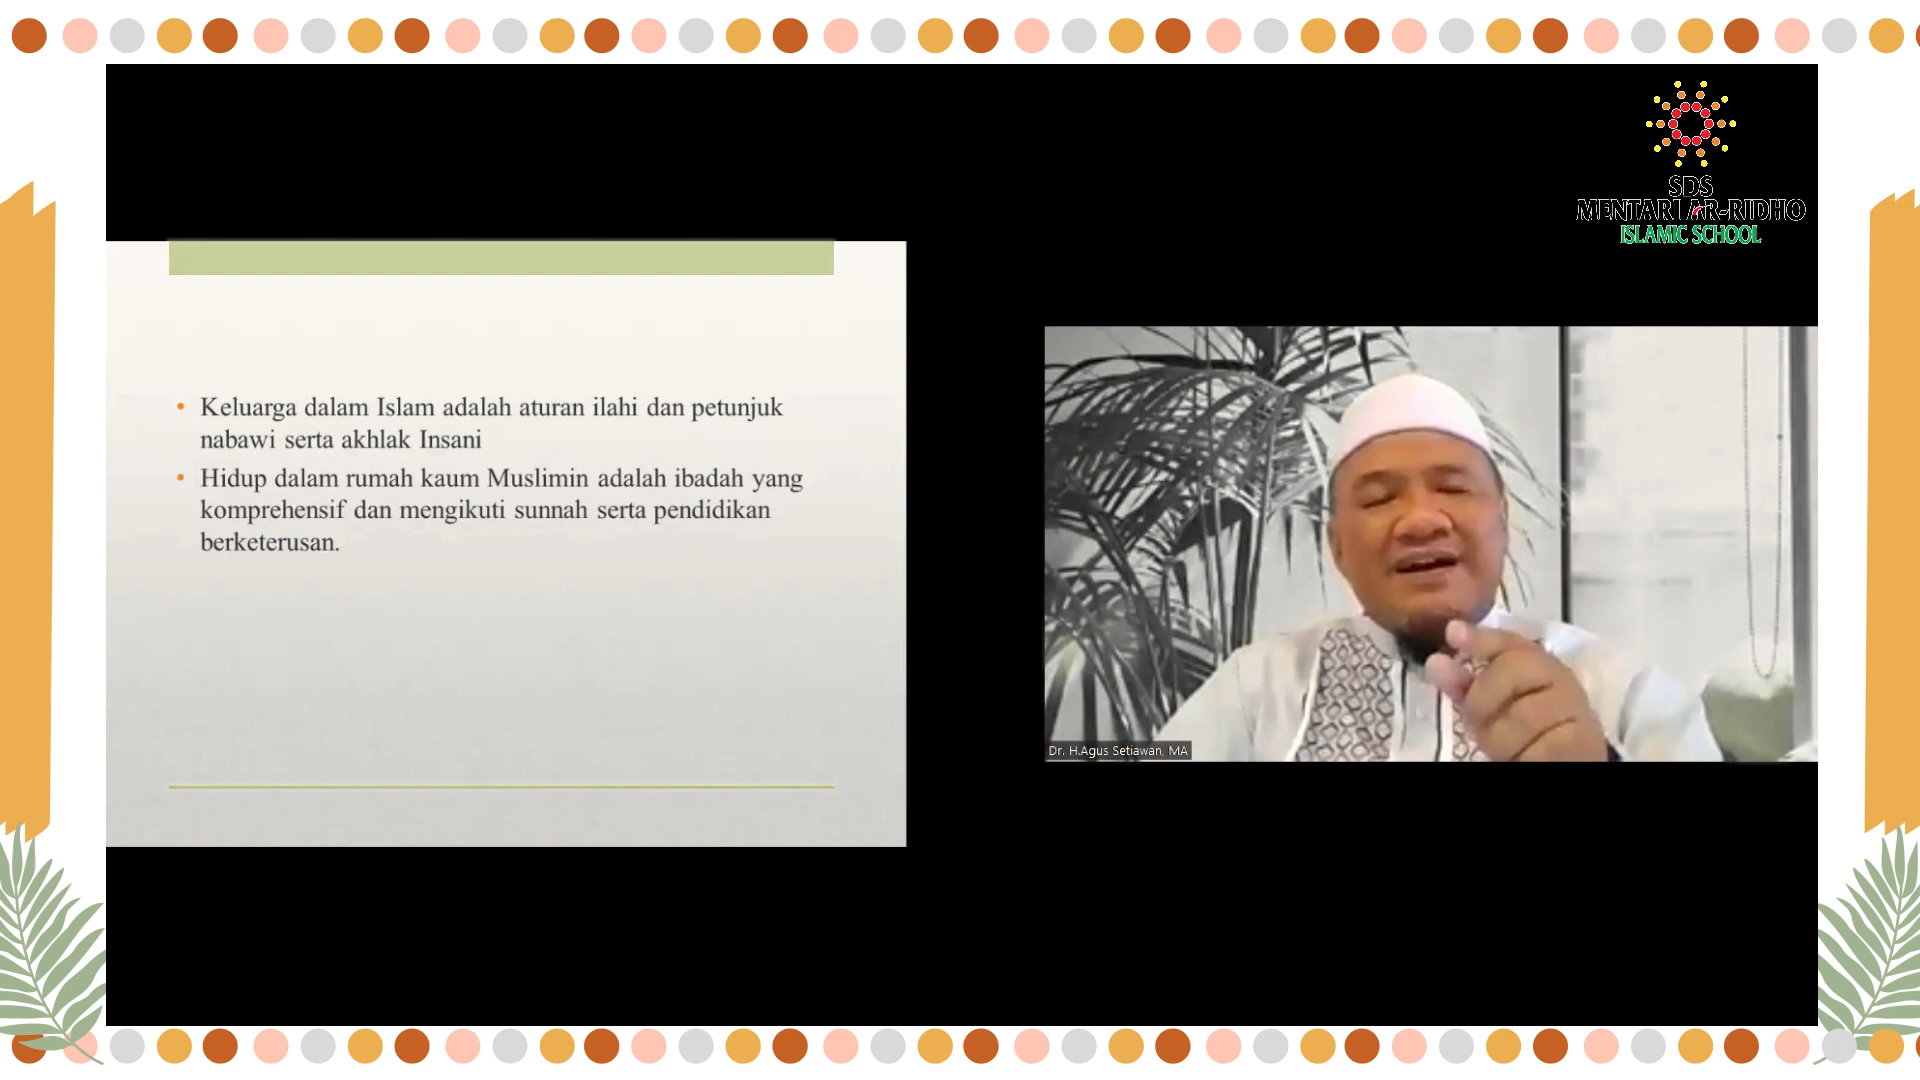 SDS
MENTARI AR-RIDHO
ISLAMIC SCHOOL
Keluarga dalam Islam adalah aturan ilahi dan petunjuk
nabawi serta akhlak Insani
Hidup dalam rumah kaum Muslimin adalah ibadah yang
komprehensif dan mengikuti sunnah serta pendidikan
berketerusan.
Dr. H.Agus Setiawan, MA